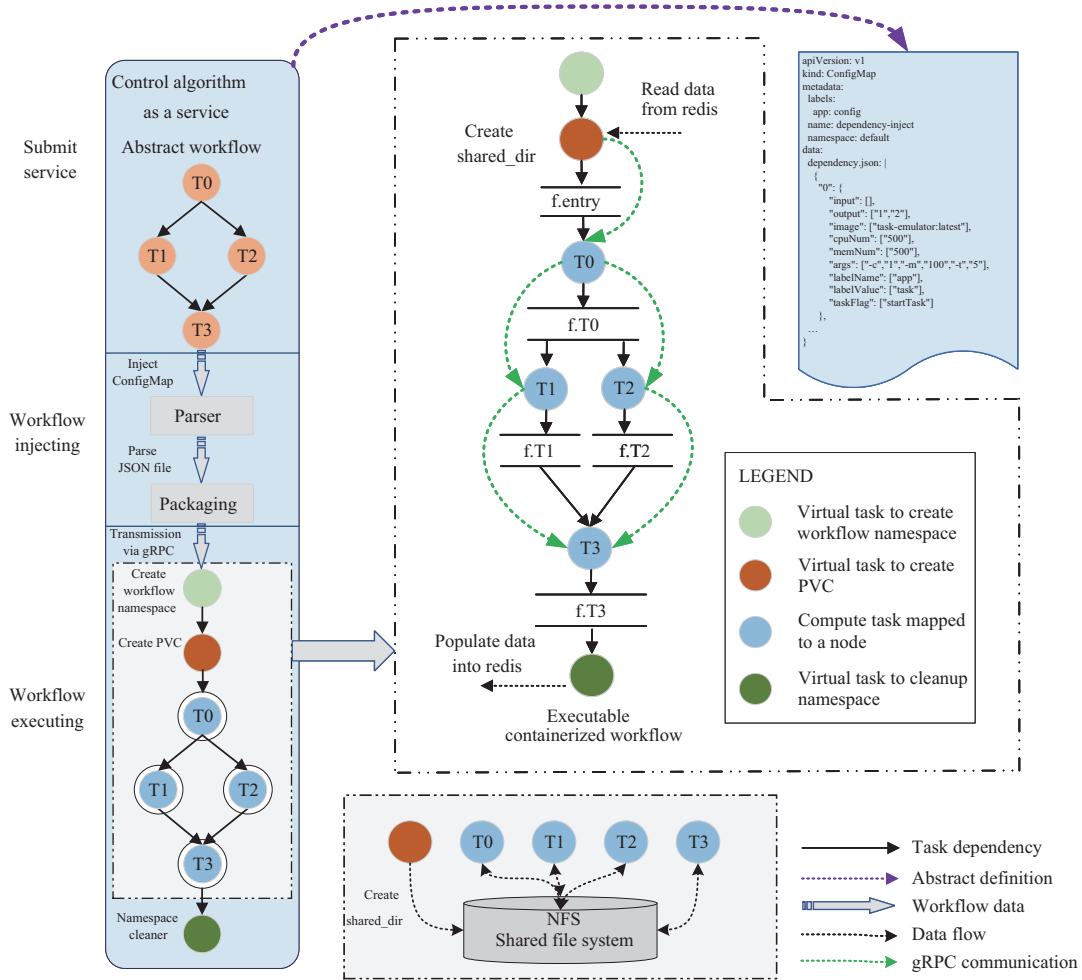 Submit
service
Workflow
injecting
Workflow
executing
Control algorithm
as a service
Abstract workflow
T0
T1
T2
T3
Inject
ConfigMap
Parser
Parse
JSON file
Packaging
Transmission
via gRPC
Create
workflow
namespace
Create PVC
T0
T1
T2
T3
Namespace
cleaner
Read data
from redis
Create
shared_dir
f.entry
T0
f.T0
T1
T2
f.T1
f.T2
T3
f.T3
Populate data
into redis
Executable
containerized workflow
apiVersion: v1
kind: ConfigMap
metadata:
labels:
app: config
name: dependency-inject
namespace: default
data:
dependency.json: |
{
"0": {
"input": [],
"output": ["1","2"],
"image": ["task-emulator:latest"],
"cpuNum": ["500"],
"memNum": ["500"],
"args": ["-c","1","-m","100","-t","5"],
"labelName": ["app"],
"labelValue": ["task"],
"taskFlag": ["startTask"]
},
...
}
LEGEND
Virtual task to create
workflow namespace
Virtual task to create
PVC
Compute task mapped
to a node
Virtual task to cleanup
namespace
T0
T1
T2
T3
Create
shared_dir
NFS
Shared file system
Task dependency
Abstract definition
Workflow data
Data flow
gRPC communication